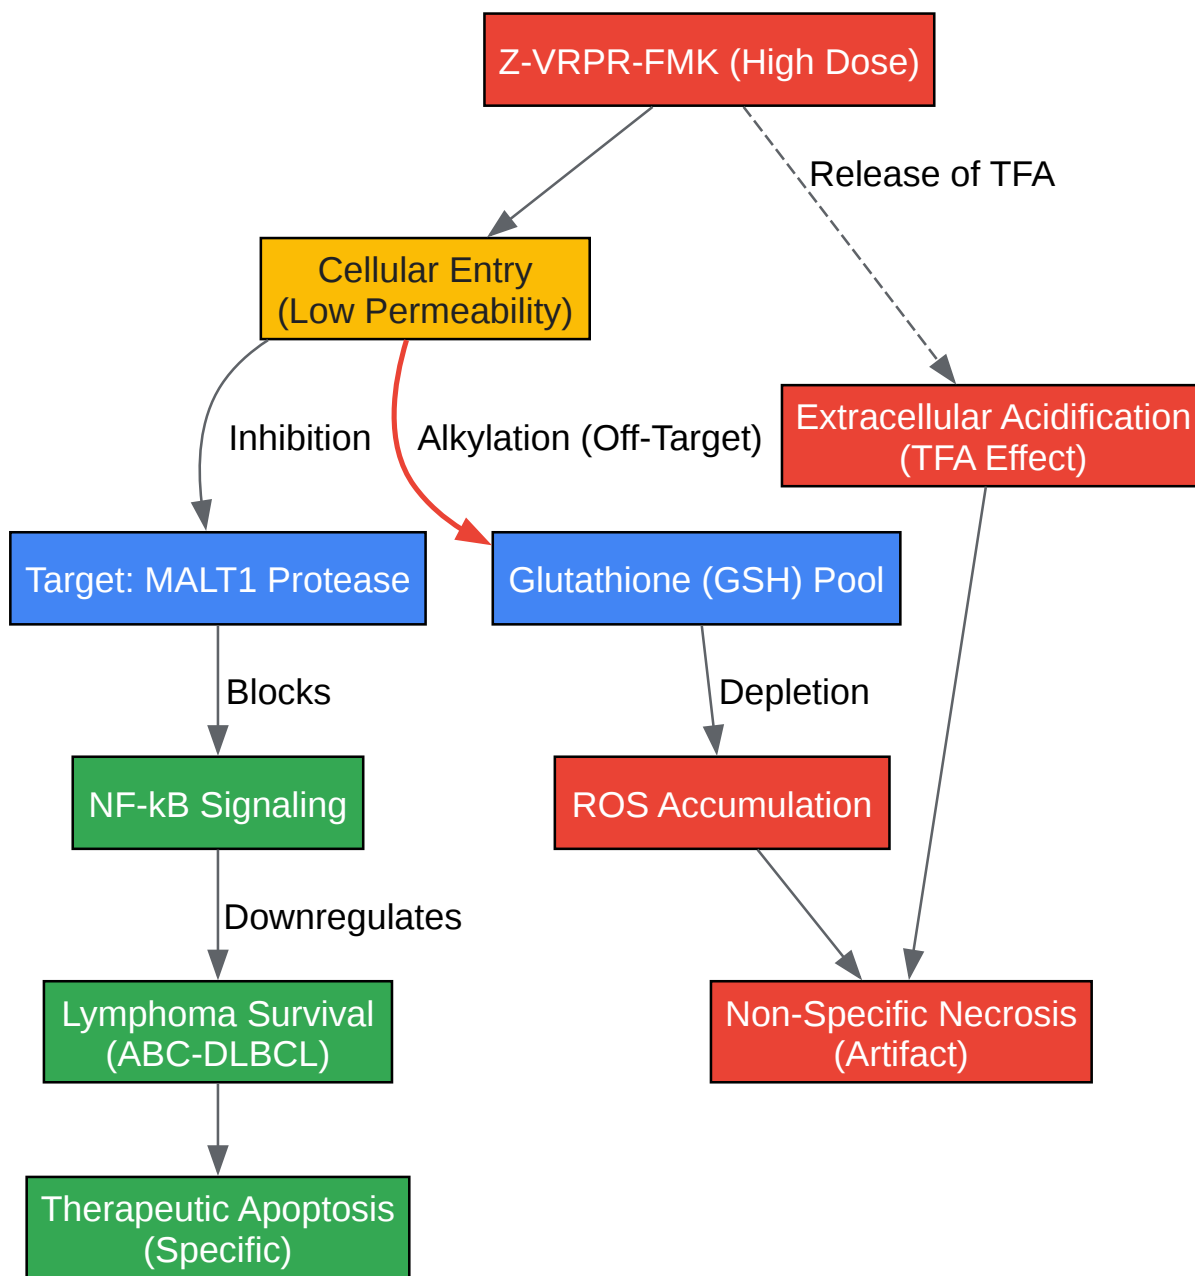 Z-VRPR-FMK (High Dose)
Release of TFA
Cellular Entry
(Low Permeability)
Extracellular Acidification
(TFA Effect)
Inhibition
Alkylation (Off-Target)
Target: MALT1 Protease
Glutathione (GSH) Pool
Blocks
Depletion
NF-kB Signaling
ROS Accumulation
Downregulates
Lymphoma Survival
(ABC-DLBCL)
Non-Specific Necrosis
(Artifact)
Therapeutic Apoptosis
(Specific)